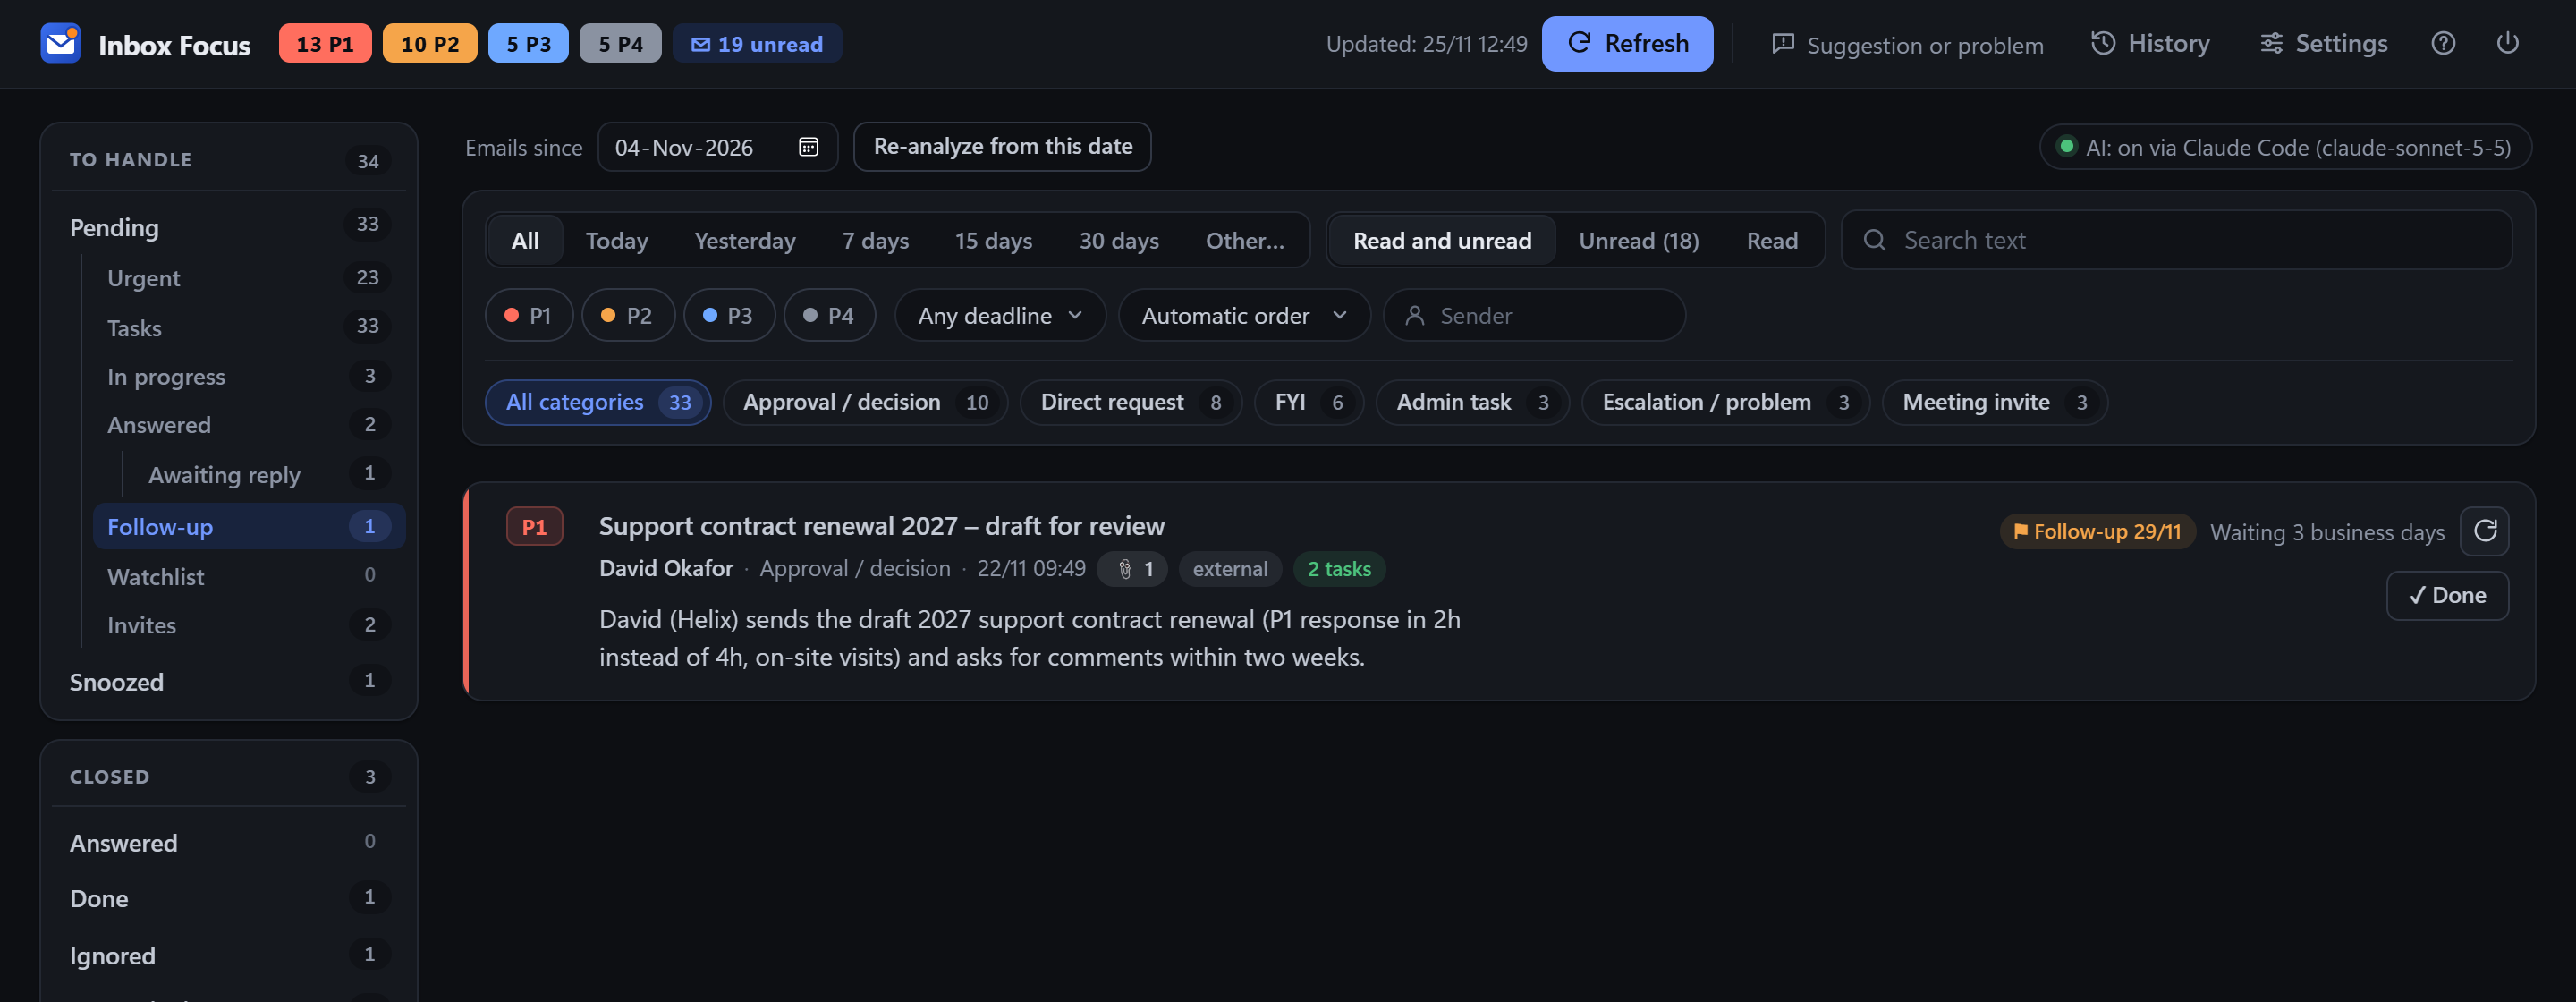 Inbox Focus 13 P1 10 P2 5 P3 5 P4 19 unread Updated: 25/11 12:49 Refresh Suggestion or problem History Settings
TO HANDLE 34
Pending 33
Urgent 23
Tasks 33
In progress 3
Answered 2
Awaiting reply 1
Follow-up 1
Watchlist 0
Invites 2
Snoozed 1
CLOSED 3
Answered 0
Done 1
Ignored 1
Emails since 04-Nov-2026 Re-analyze from this date AI: on via Claude Code (claude-sonnet-5-5)
All Today Yesterday 7 days 15 days 30 days Other... Read and unread Unread (18) Read Search text
P1 P2 P3 P4 Any deadline Automatic order Sender
All categories 33 Approval / decision 10 Direct request 8 FYI 6 Admin task 3 Escalation / problem 3 Meeting invite 3
P1 Support contract renewal 2027 – draft for review Follow-up 29/11 Waiting 3 business days
David Okafor · Approval / decision · 22/11 09:49 1 external 2 tasks
✓ Done
David (Helix) sends the draft 2027 support contract renewal (P1 response in 2h
instead of 4h, on-site visits) and asks for comments within two weeks.